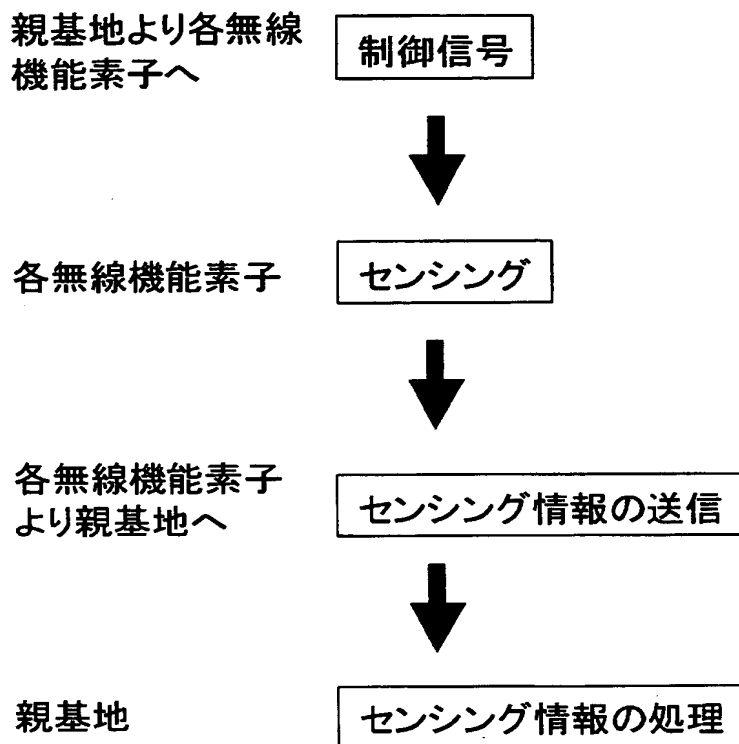 親基地より各無線
機能素子へ
制御信号
各無線機能素子
センシング
各無線機能素子
より親基地へ
センシング情報の送信
親基地
センシング情報の処理